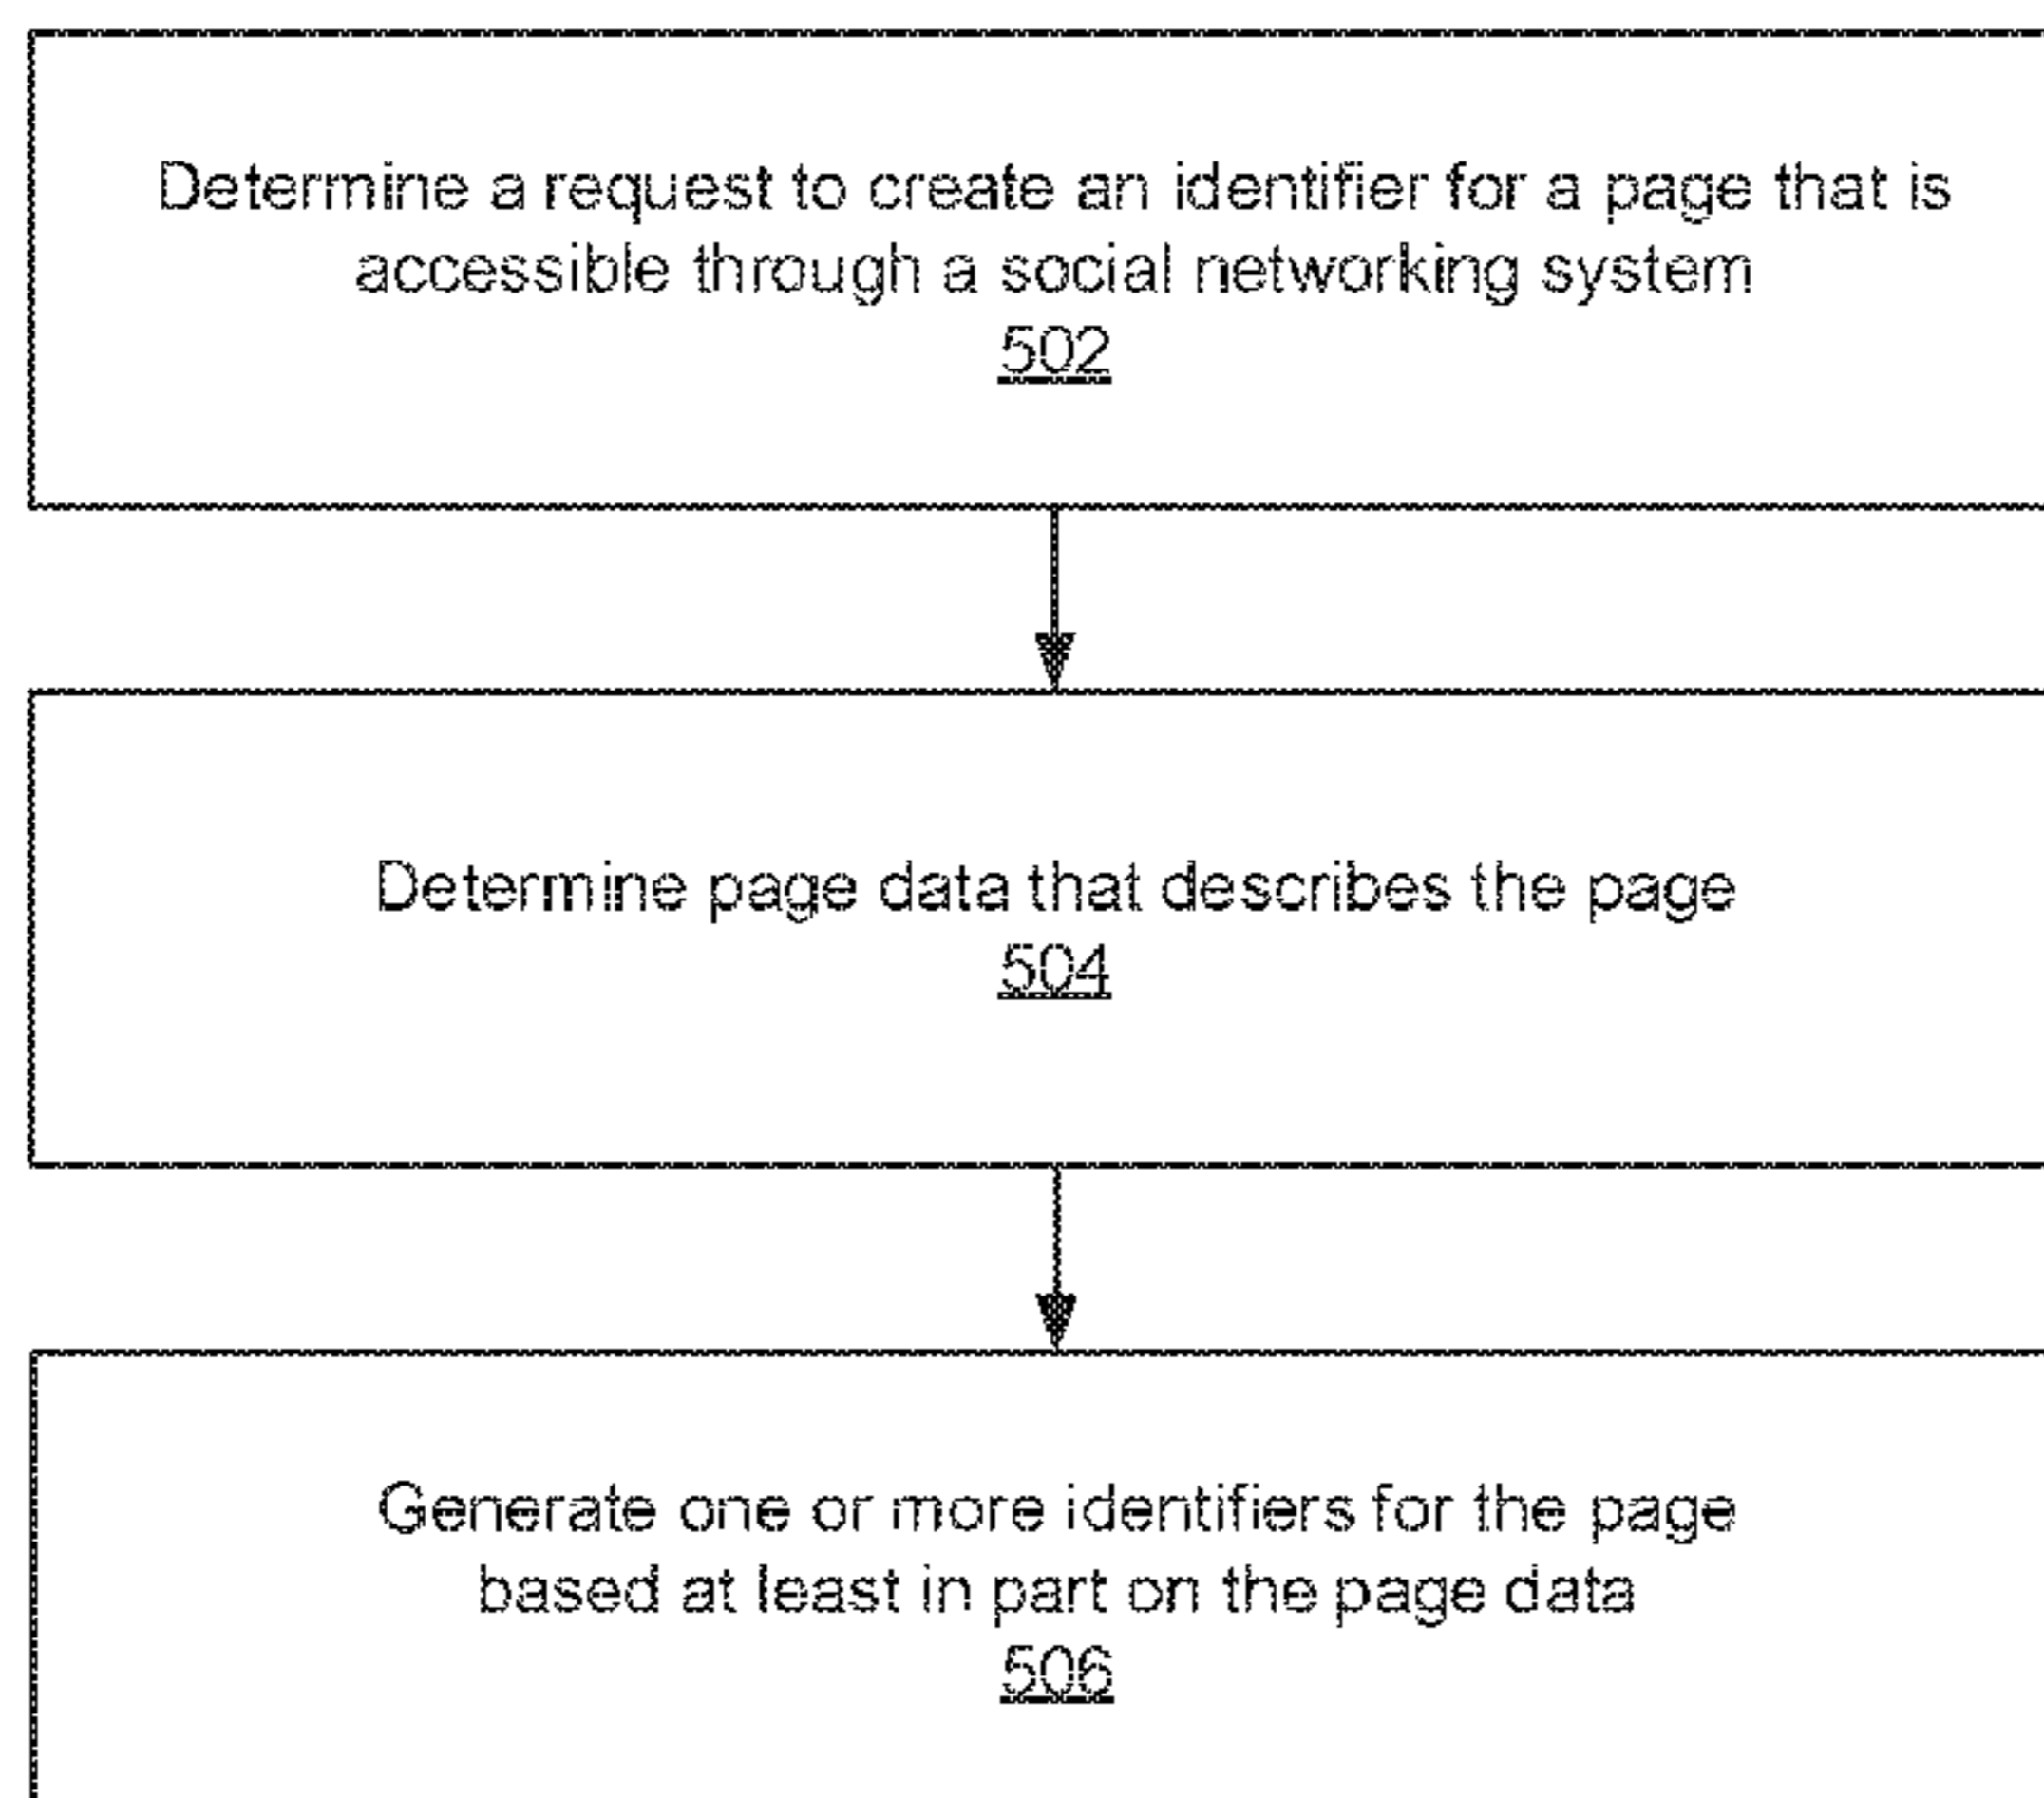 Determine a request to create an identifier for a page that is
accessible through a social networking system
502
Determine page data that describes the page
504
Generate one or more identifiers for the page
based at least in part on the page data
506